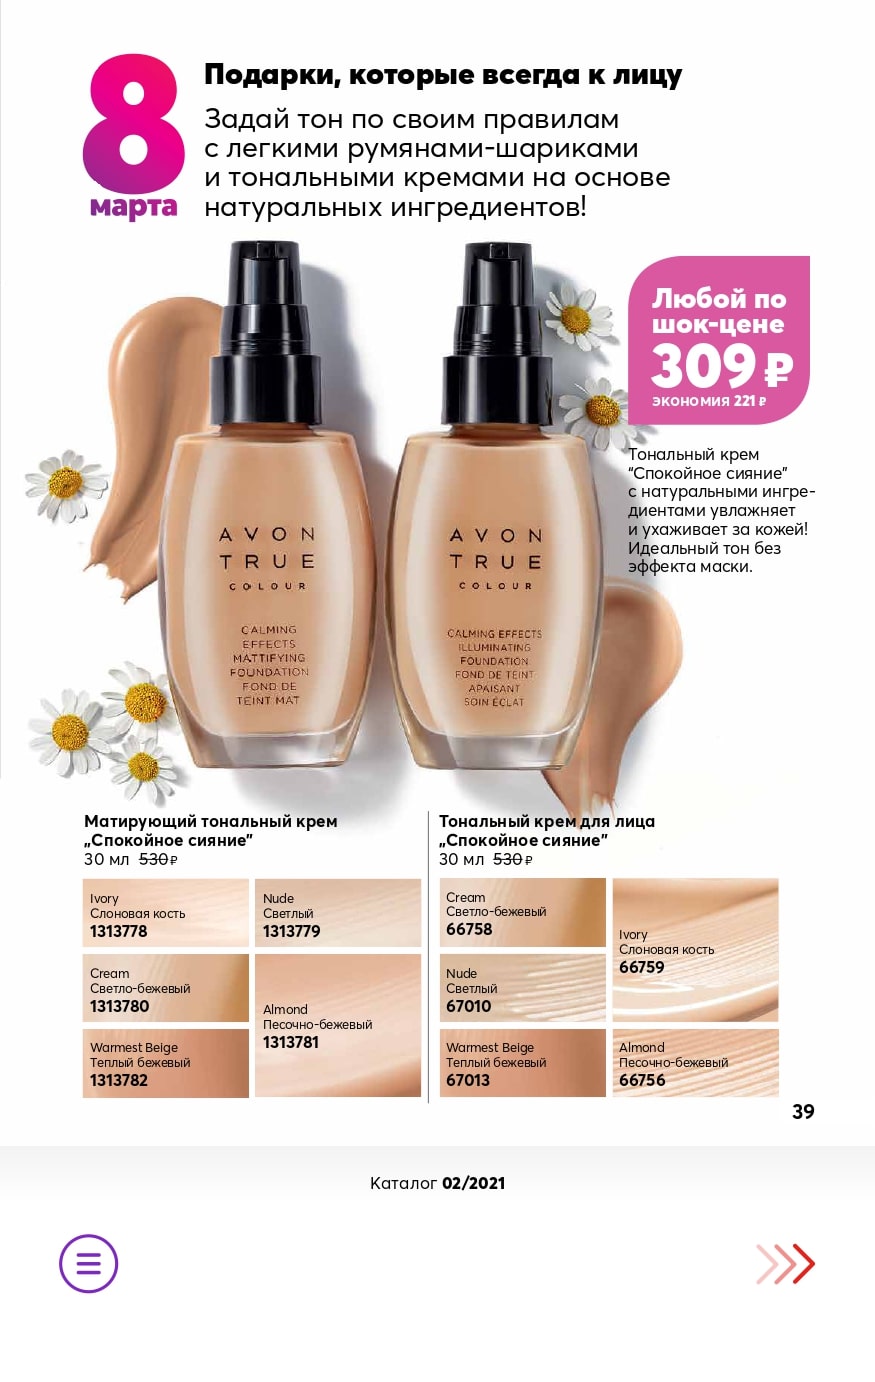 8
марта
Подарки, которые всегда к лицу
Задай тон по своим правилам
с легкими румянами-шариками
и тональными кремами на основе
натуральных ингредиентов!
Любой по
шок-цене
309 ₽
экономия 221 ₽
Тональный крем
“Спокойное сияние”
с натуральными ингре-
диентами увлажняет
и ухаживает за кожей!
Идеальный тон без
эффекта маски.
AVON
TRUE
COLOUR
CALMING
EFFECTS
MATTIFYING
FOUNDATION
FOND DE
TEINT MAT
AVON
TRUE
COLOUR
CALMING EFFECTS
ILLUMINATING
FOUNDATION
FOND DE TEINT
APAISANT
SOIN ÉCLAT
Матирующий тональный крем
„Спокойное сияние”
30 мл 530 ₽
Ivory
Слоновая кость
1313778
Nude
Светлый
1313779
Cream
Светло-бежевый
1313780
Almond
Песочно-бежевый
1313781
Warmest Beige
Теплый бежевый
1313782
Тональный крем для лица
„Спокойное сияние”
30 мл 530 ₽
Cream
Светло-бежевый
66758
Ivory
Слоновая кость
66759
Nude
Светлый
67010
Warmest Beige
Теплый бежевый
67013
Almond
Песочно-бежевый
66756
39
Каталог 02/2021